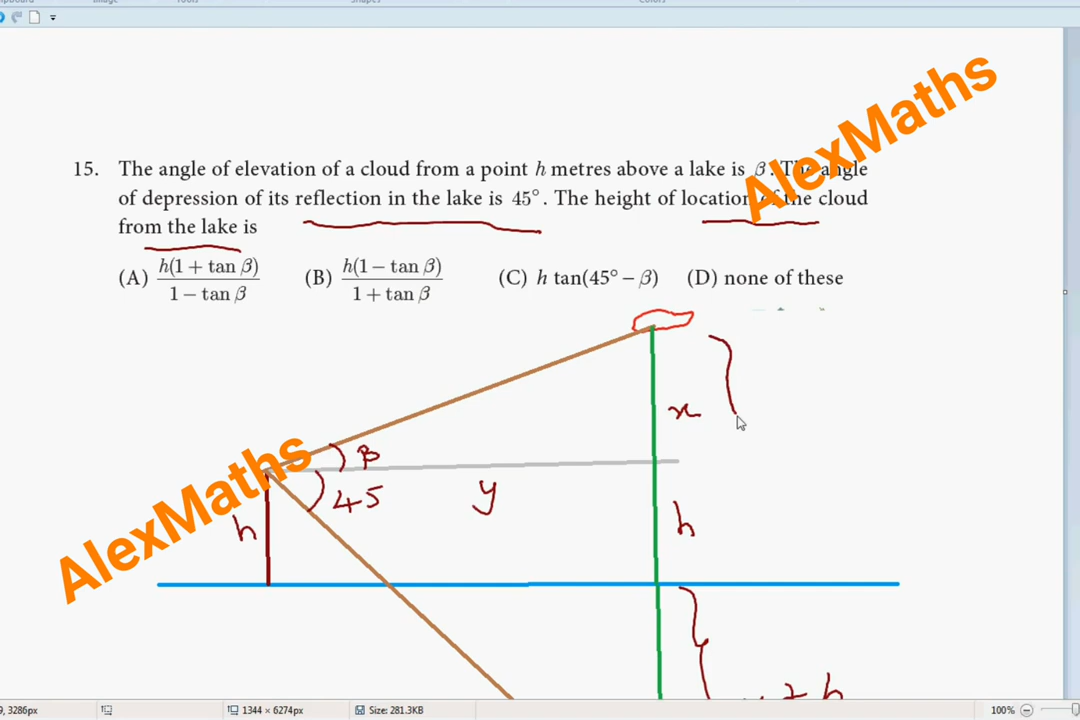 AlexMaths
15. The angle of elevation of a cloud from a point h metres above a lake is β. The angle
of depression of its reflection in the lake is 45°. The height of location of the cloud
from the lake is
(A) h(1 + tan β) / 1 − tan β (B) h(1 − tan β) / 1 + tan β (C) h tan(45° − β) (D) none of these
x
β
45
y
h
h
AlexMaths
+ h
3286px
1344 × 6274px
Size: 281.3KB
100%